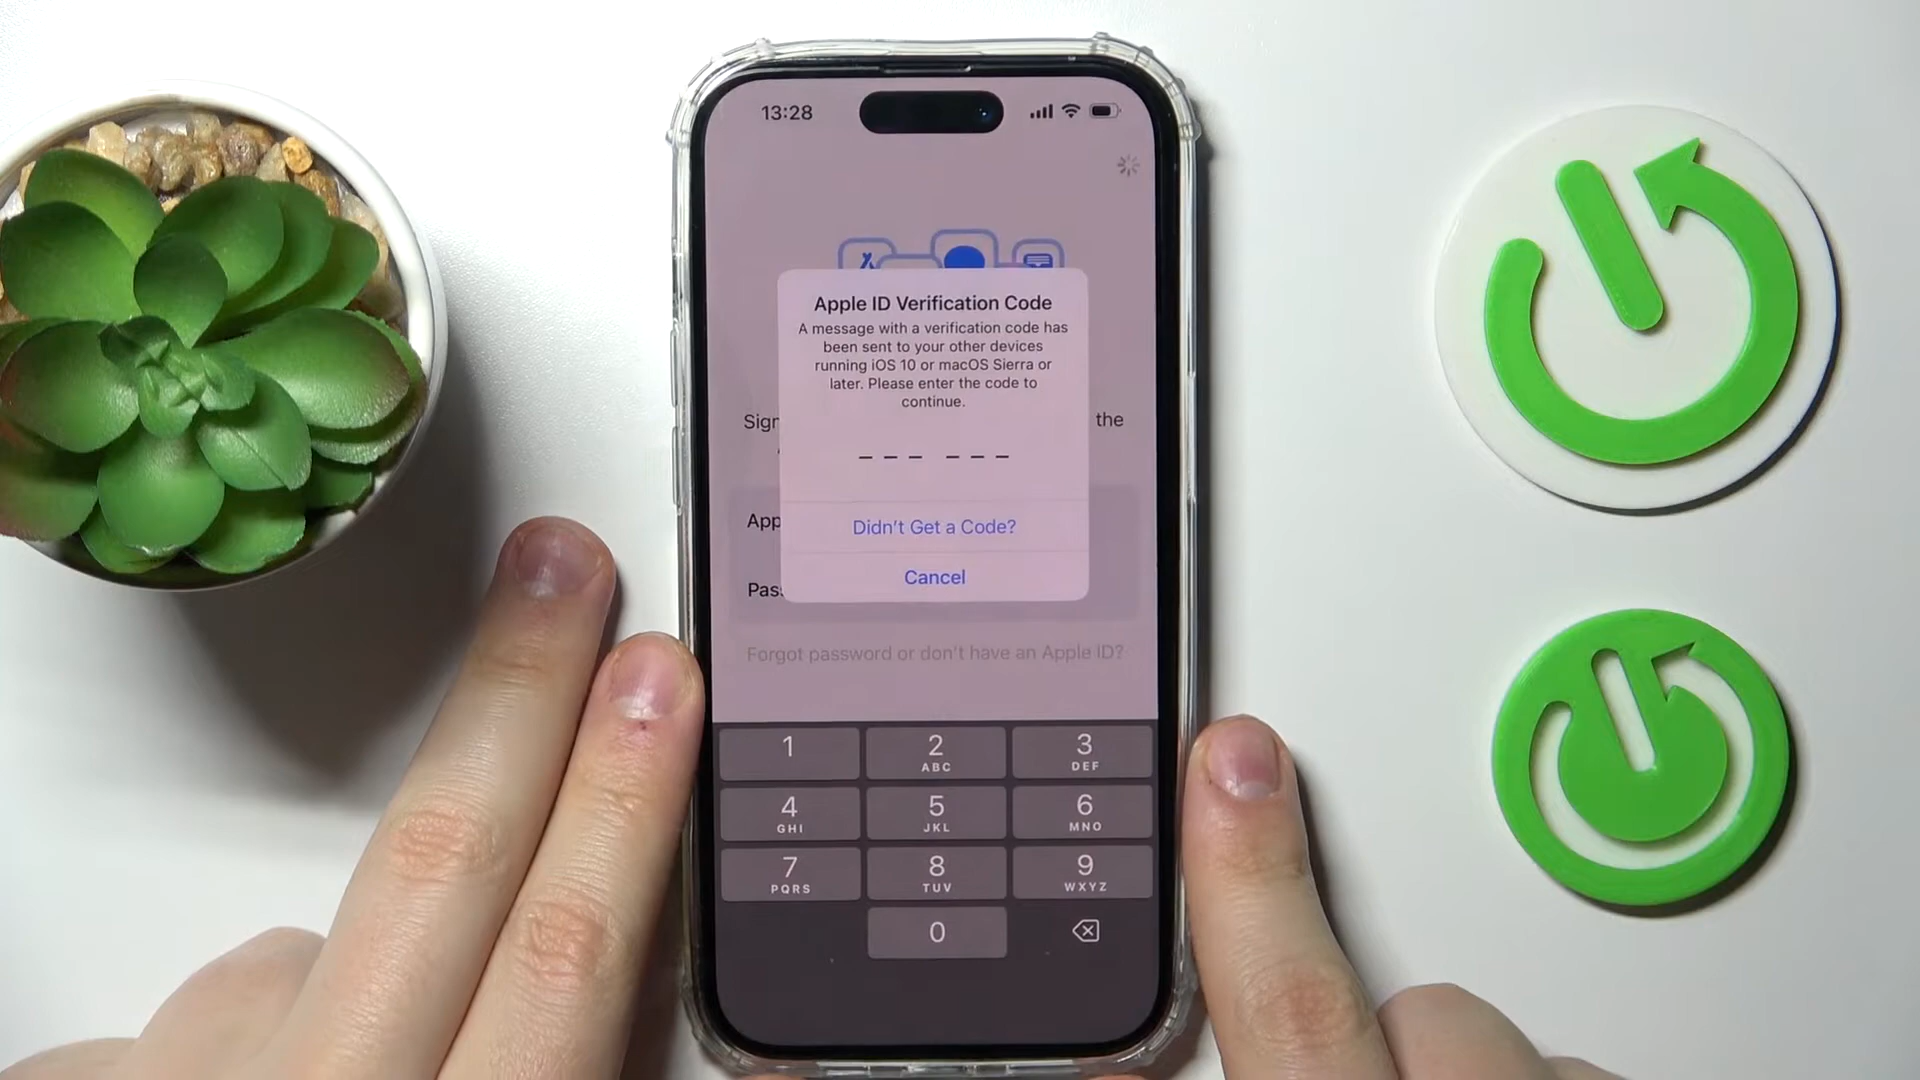 13:28
Apple ID Verification Code
A message with a verification code has
been sent to your other devices
running iOS 10 or macOS Sierra or
later. Please enter the code to
continue.
Sign the
– – – – – –
Didn't Get a Code?
App
Cancel
Pas
Forgot password or don't have an Apple ID?
1 2 3
ABC DEF
4 5 6
GHI JKL MNO
7 8 9
PQRS TUV WXYZ
0